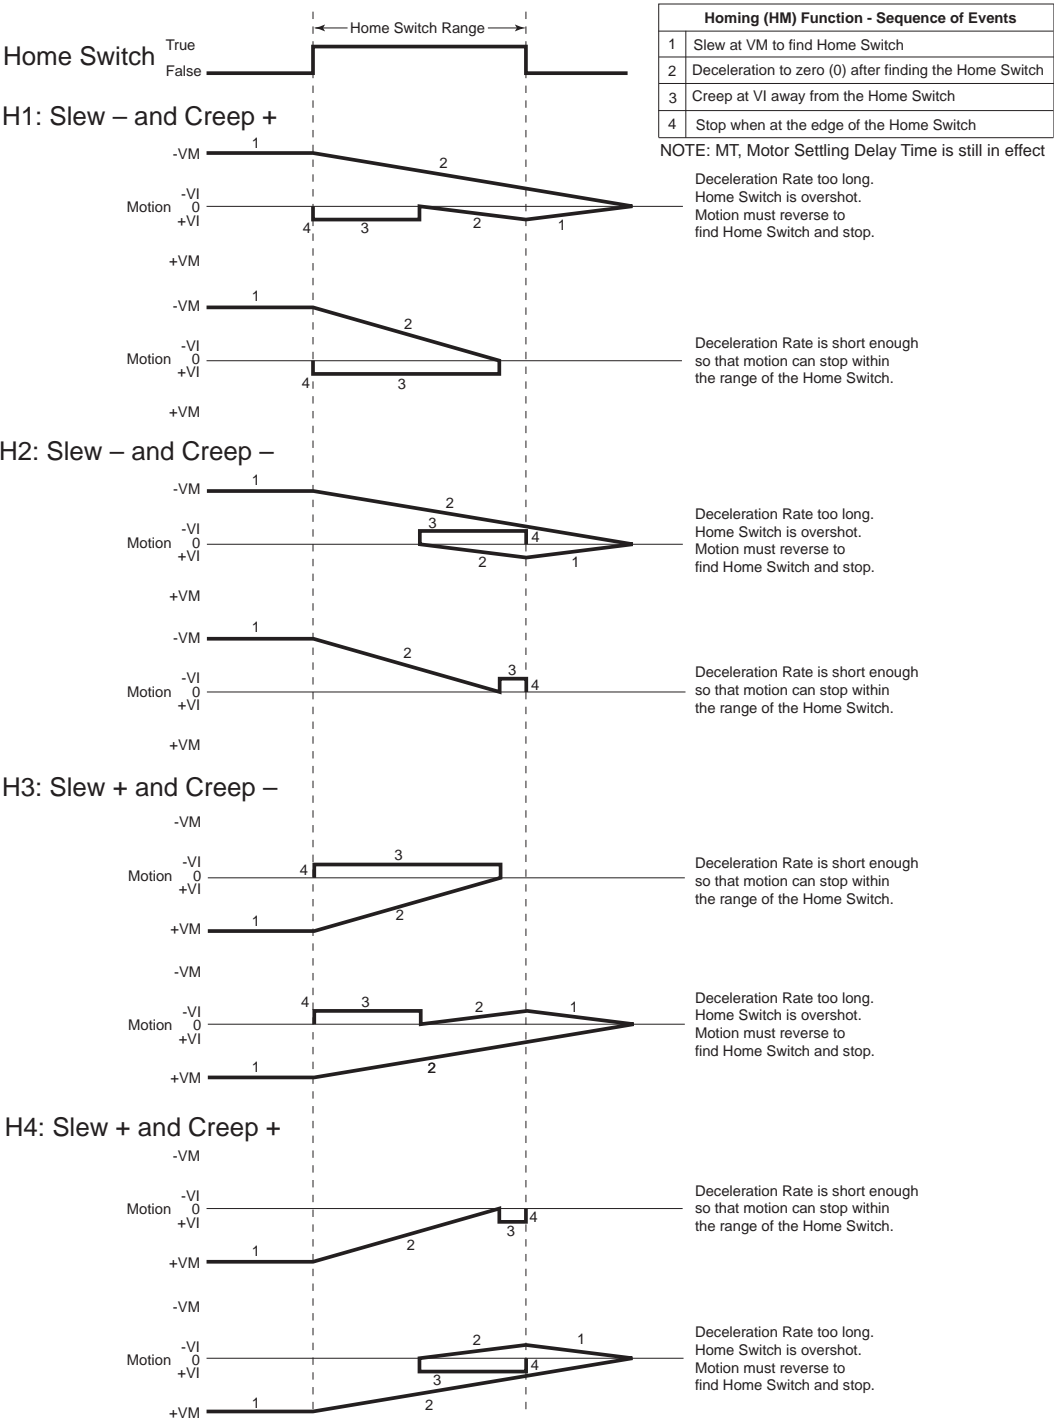 Home Switch Range
Home Switch True False
Homing (HM) Function - Sequence of Events
1 Slew at VM to find Home Switch
2 Deceleration to zero (0) after finding the Home Switch
3 Creep at VI away from the Home Switch
4 Stop when at the edge of the Home Switch
NOTE: MT, Motor Settling Delay Time is still in effect
H1: Slew – and Creep +
-VM 1 2
-VI
Motion 0
+VI
4 3 2 1
+VM
Deceleration Rate too long.
Home Switch is overshot.
Motion must reverse to
find Home Switch and stop.
-VM 1 2
-VI
Motion 0
+VI
4 3
+VM
Deceleration Rate is short enough
so that motion can stop within
the range of the Home Switch.
H2: Slew – and Creep –
-VM 1 2
-VI 3
Motion 0 4
+VI 2 1
+VM
Deceleration Rate too long.
Home Switch is overshot.
Motion must reverse to
find Home Switch and stop.
-VM 1 2
-VI 3
Motion 0 4
+VI
+VM
Deceleration Rate is short enough
so that motion can stop within
the range of the Home Switch.
H3: Slew + and Creep –
-VM
-VI 4 3
Motion 0
+VI
+VM 1 2
Deceleration Rate is short enough
so that motion can stop within
the range of the Home Switch.
-VM
-VI 4 3 2 1
Motion 0
+VI
+VM 1 2
Deceleration Rate too long.
Home Switch is overshot.
Motion must reverse to
find Home Switch and stop.
H4: Slew + and Creep +
-VM
-VI
Motion 0
+VI 4
3
+VM 1 2
Deceleration Rate is short enough
so that motion can stop within
the range of the Home Switch.
-VM
-VI 2 1
Motion 0
+VI 4
3
+VM 1 2
Deceleration Rate too long.
Home Switch is overshot.
Motion must reverse to
find Home Switch and stop.